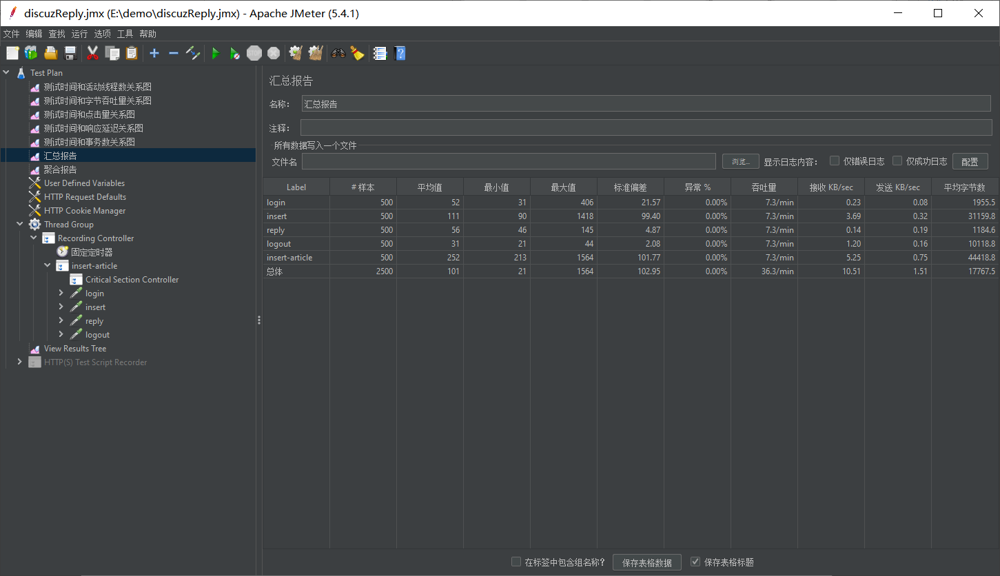 discuzReply.jmx (E:\demo\discuzReply.jmx) - Apache JMeter (5.4.1)
文件 编辑 查找 运行 选项 工具 帮助
STOP
?
Test Plan
测试时间和活动线程数关系图
测试时间和字节吞吐量关系图
测试时间和点击量关系图
测试时间和响应延迟关系图
测试时间和事务数关系图
汇总报告
聚合报告
User Defined Variables
HTTP Request Defaults
HTTP Cookie Manager
Thread Group
Recording Controller
固定定时器
insert-article
Critical Section Controller
login
insert
reply
logout
View Results Tree
HTTP(S) Test Script Recorder
汇总报告
名称： 汇总报告
注释：
所有数据写入一个文件
文件名 浏览... 显示日志内容： 仅错误日志 仅成功日志 配置
Label # 样本 平均值 最小值 最大值 标准偏差 异常 % 吞吐量 接收 KB/sec 发送 KB/sec 平均字节数
login 500 52 31 406 21.57 0.00% 7.3/min 0.23 0.08 1955.5
insert 500 111 90 1418 99.40 0.00% 7.3/min 3.69 0.32 31159.8
reply 500 56 46 145 4.87 0.00% 7.3/min 0.14 0.19 1184.6
logout 500 31 21 44 2.08 0.00% 7.3/min 1.20 0.16 10118.8
insert-article 500 252 213 1564 101.77 0.00% 7.3/min 5.25 0.75 44418.8
总体 2500 101 21 1564 102.95 0.00% 36.3/min 10.51 1.51 17767.5
在标签中包含组名称？ 保存表格数据 保存表格标题